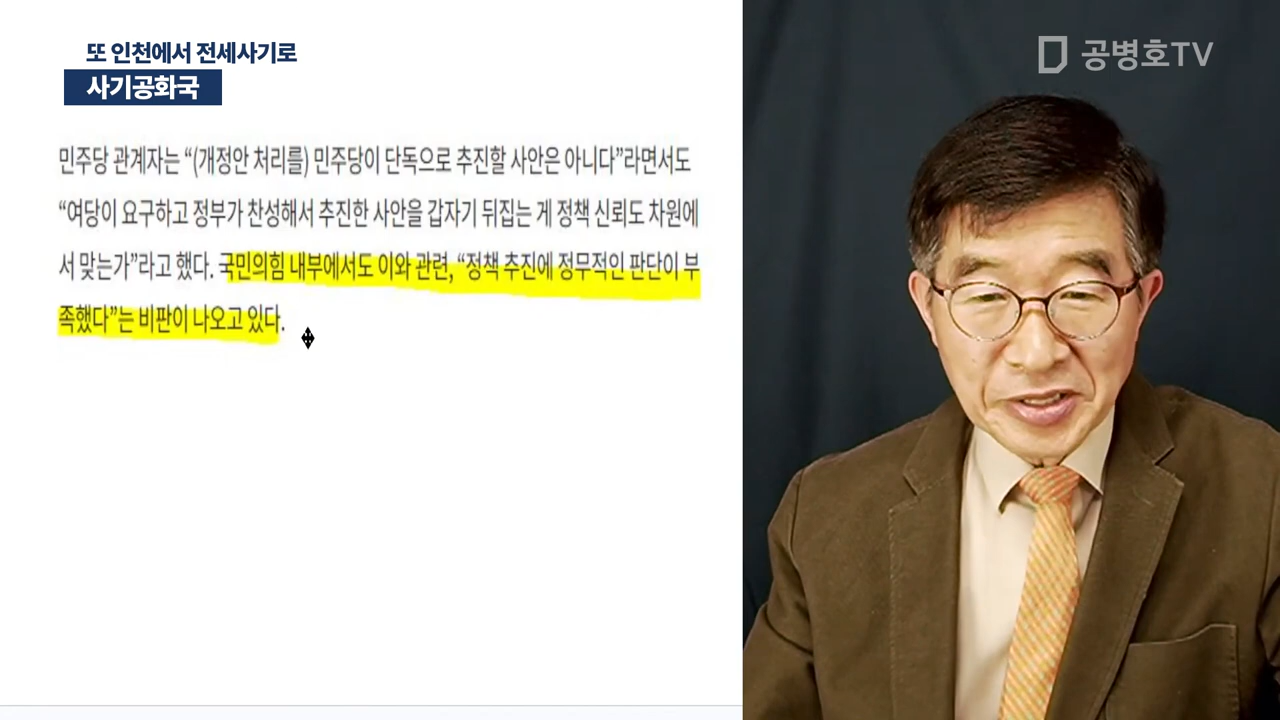 또 인천에서 전세사기로
사기공화국
공병호TV
민주당 관계자는 “(개정안 처리를) 민주당이 단독으로 추진할 사안은 아니다”라면서도
“여당이 요구하고 정부가 찬성해서 추진한 사안을 갑자기 뒤집는 게 정책 신뢰도 차원에
서 맞는가”라고 했다. 국민의힘 내부에서도 이와 관련, “정책 추진에 정무적인 판단이 부
족했다”는 비판이 나오고 있다.